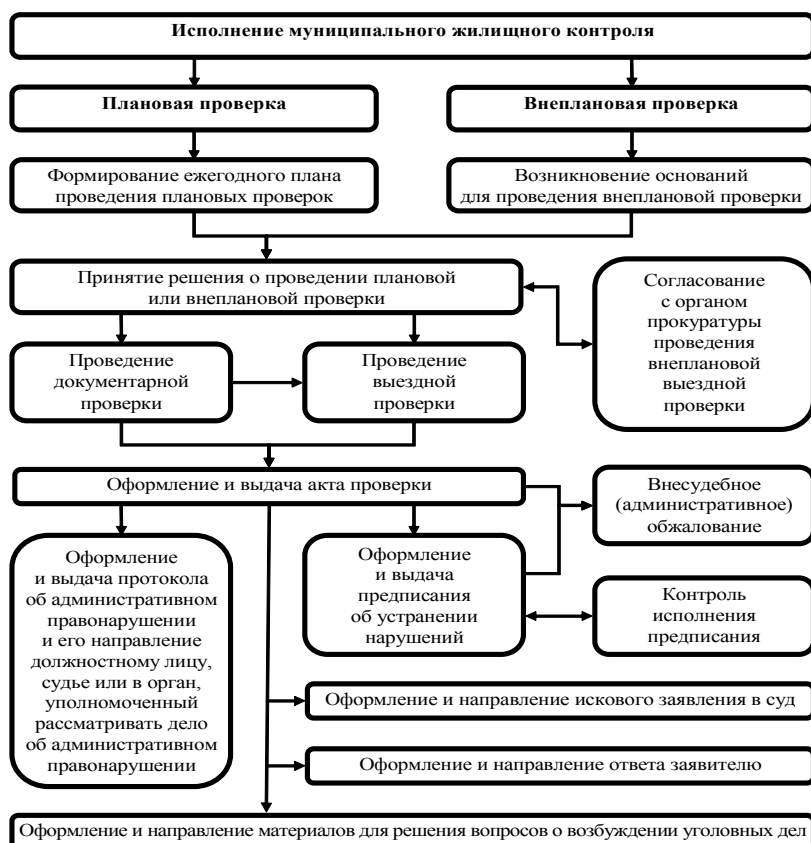 Исполнение муниципального жилищного контроля
Плановая проверка
Внеплановая проверка
Формирование ежегодного плана
проведения плановых проверок
Возникновение оснований
для проведения внеплановой проверки
Принятие решения о проведении плановой
или внеплановой проверки
Согласование
с органом
прокуратуры
проведения
внеплановой
выездной
проверки
Проведение
документарной
проверки
Проведение
выездной
проверки
Оформление и выдача акта проверки
Внесудебное
(административное)
обжалование
Оформление
и выдача протокола
об административном
правонарушении
и его направление
должностному лицу,
судье или в орган,
уполномоченный
рассматривать дело
об административном
правонарушении
Оформление
и выдача
предписания
об устранении
нарушений
Контроль
исполнения
предписания
Оформление и направление искового заявления в суд
Оформление и направление ответа заявителю
Оформление и направление материалов для решения вопросов о возбуждении уголовных дел